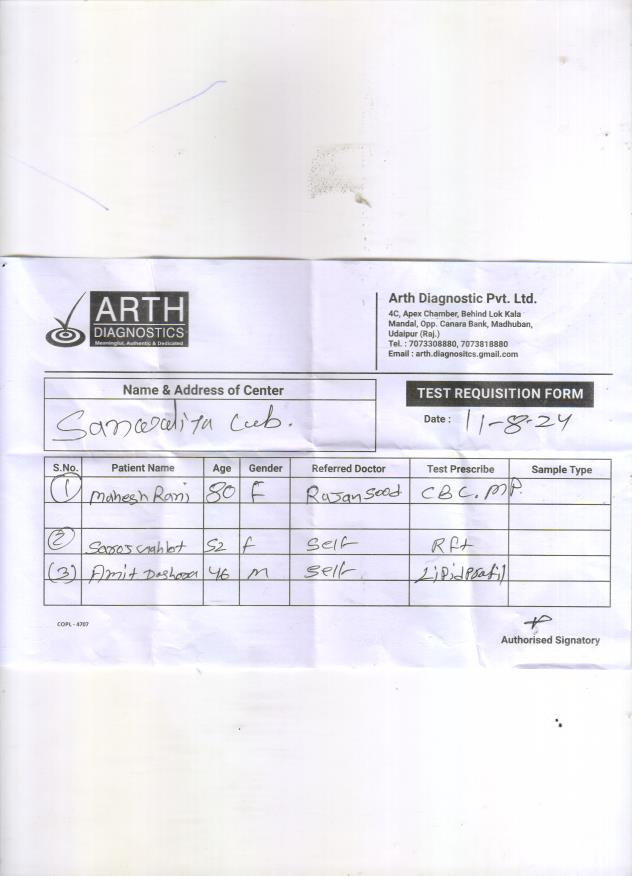 ARTH
DIAGNOSTICS
Meaningful, Authentic & Dedicated
Arth Diagnostic Pvt. Ltd.
4C, Apex Chamber, Behind Lok Kala
Mandal, Opp. Canara Bank, Madhuban,
Udaipur (Raj.)
Tel. : 7073308880, 7073818880
Email : arth.diagnositcs.gmail.com
Name & Address of Center
TEST REQUISITION FORM
Date : 11-8-24
S.No. Patient Name Age Gender Referred Doctor Test Prescribe Sample Type
1 Mahesh Rani 80 F Rajan Sood CBC. MP.
2 52 F Self Rft
(3) Amit 46 M Self
COPL - 4707
Authorised Signatory